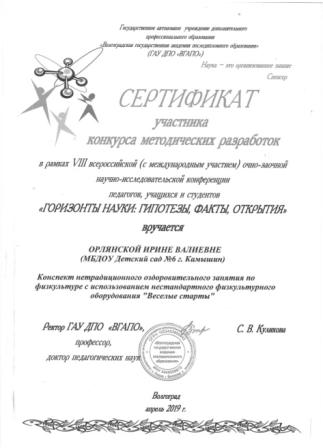 Государственное автономное учреждение дополнительного
профессионального образования
«Волгоградская государственная академия последипломного образования»
(ГАУ ДПО «ВГАПО»)
Наука – это организованное знание
Спенсер
СЕРТИФИКАТ
участника
конкурса методических разработок
в рамках VIII всероссийской (с международным участием) очно-заочной
научно-исследовательской конференции
педагогов, учащихся и студентов
«ГОРИЗОНТЫ НАУКИ: ГИПОТЕЗЫ, ФАКТЫ, ОТКРЫТИЯ»
вручается
ОРЛЯНСКОЙ ИРИНЕ ВАЛИЕВНЕ
(МБДОУ Детский сад №6 г. Камышин)
Конспект нетрадиционного оздоровительного занятия по
физкультуре с использованием нестандартного физкультурного
оборудования "Веселые старты"
Ректор ГАУ ДПО «ВГАПО»,
профессор,
доктор педагогических наук
С. В. Куликова
Волгоград
апрель 2019 г.